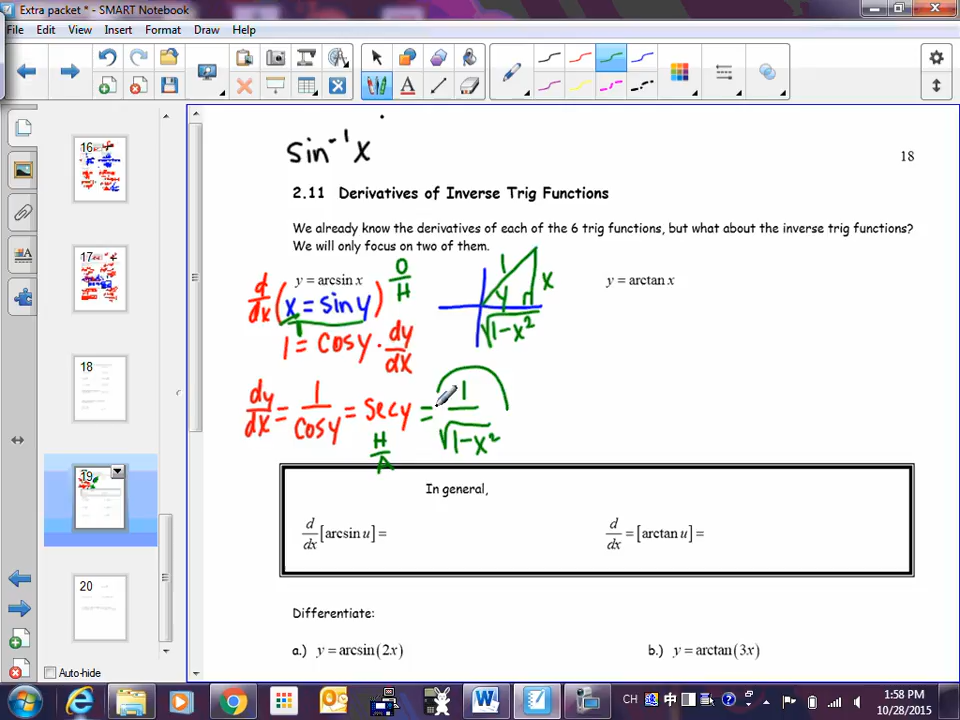 Extra packet * - SMART Notebook
File Edit View Insert Format Draw Help
sin⁻¹x
18
2.11 Derivatives of Inverse Trig Functions
We already know the derivatives of each of the 6 trig functions, but what about the inverse trig functions?
We will only focus on two of them.
y = arcsin x
O/H
1
x
y
√(1-x²)
y = arctan x
d/dx (x = sin y)
1 = cosy · dy/dx
dy/dx = 1/cosy = secy = 1/√(1-x²)
H/A
In general,
d/dx [arcsin u] =
d/dx = [arctan u] =
Differentiate:
a.) y = arcsin(2x)
b.) y = arctan(3x)
16
17
18
19
20
Auto-hide
CH
中
1:58 PM
10/28/2015